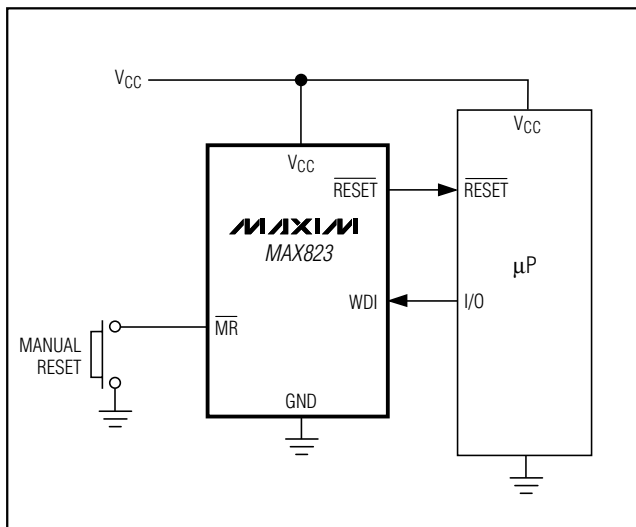 VCC
VCC
VCC
RESET
RESET
MAXIM
MAX823
µP
WDI
I/O
MR
MANUAL
RESET
GND